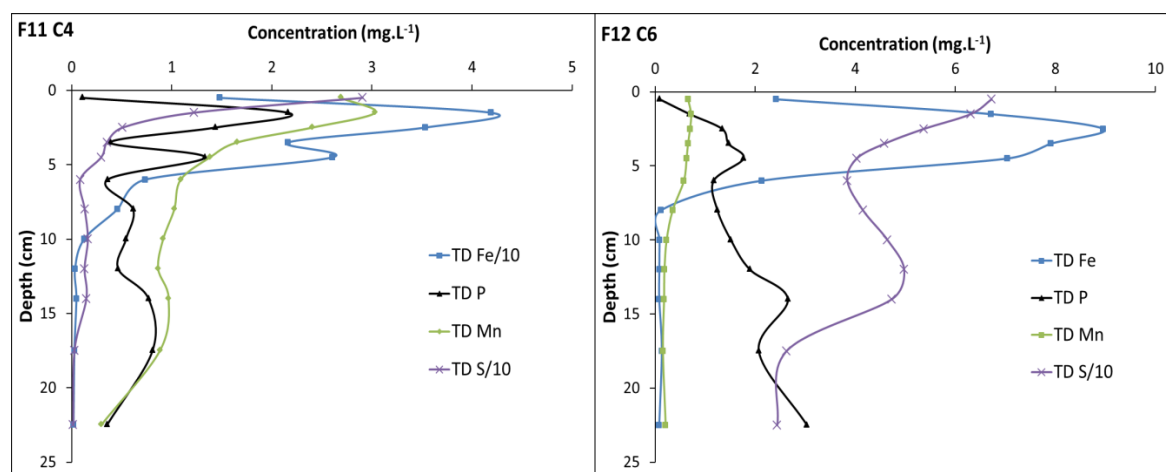 F11 C4
Concentration (mg.L-1)
0 1 2 3 4 5
0
5
10
15
20
25
Depth (cm)
TD Fe/10
TD P
TD Mn
TD S/10
F12 C6
Concentration (mg.L-1)
0 2 4 6 8 10
0
5
10
15
20
25
Depth (cm)
TD Fe
TD P
TD Mn
TD S/10